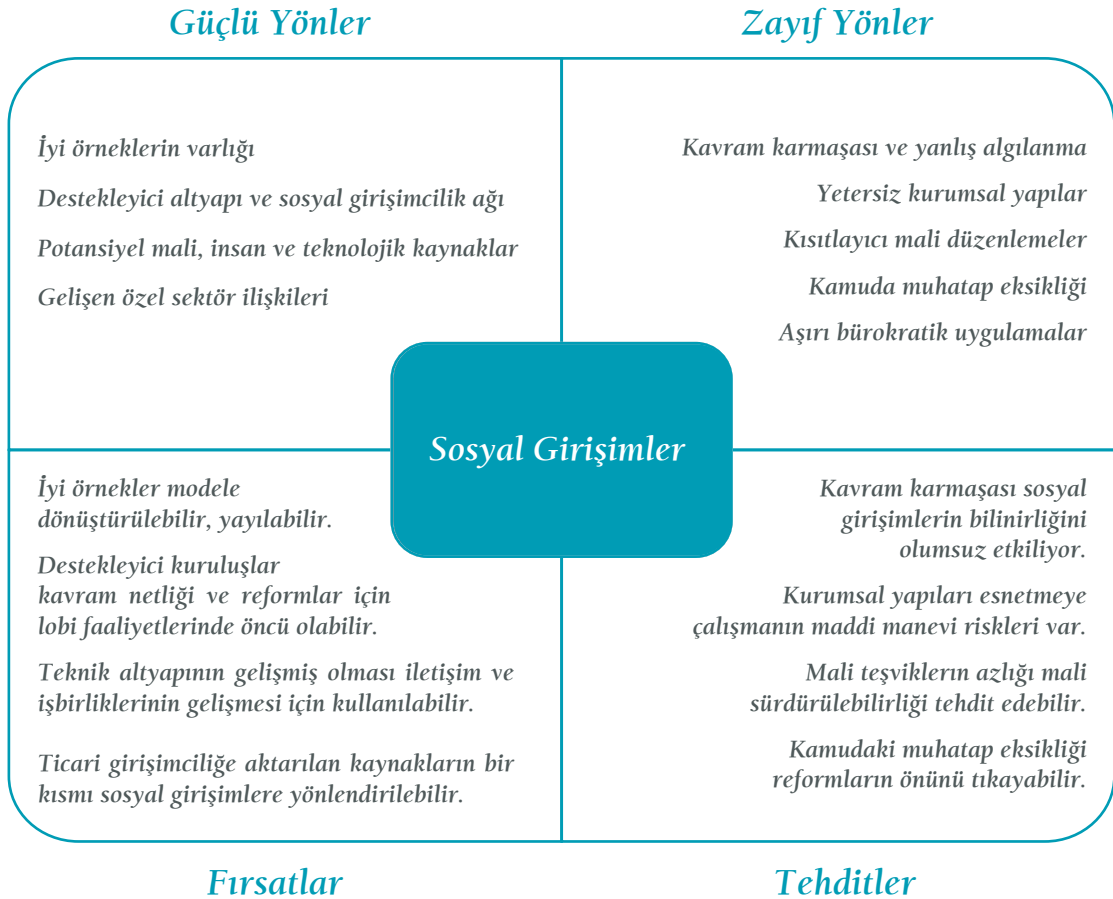 Güçlü Yönler
İyi örneklerin varlığı
Destekleyici altyapı ve sosyal girişimcilik ağı
Potansiyel mali, insan ve teknolojik kaynaklar
Gelişen özel sektör ilişkileri
Zayıf Yönler
Kavram karmaşası ve yanlış algılanma
Yetersiz kurumsal yapılar
Kısıtlayıcı mali düzenlemeler
Kamuda muhatap eksikliği
Aşırı bürokratik uygulamalar
Sosyal Girişimler
İyi örnekler modele
dönüştürülebilir, yayılabilir.
Destekleyici kuruluşlar
kavram netliği ve reformlar için
lobi faaliyetlerinde öncü olabilir.
Teknik altyapının gelişmiş olması iletişim ve
işbirliklerinin gelişmesi için kullanılabilir.
Ticari girişimciliğe aktarılan kaynakların bir
kısmı sosyal girişimlere yönlendirilebilir.
Fırsatlar
Kavram karmaşası sosyal
girişimlerin bilinirliğini
olumsuz etkiliyor.
Kurumsal yapıları esnetmeye
çalışmanın maddi manevi riskleri var.
Mali teşviklerın azlığı mali
sürdürülebilirliği tehdit edebilir.
Kamudaki muhatap eksikliği
reformların önünü tıkayabilir.
Tehditler